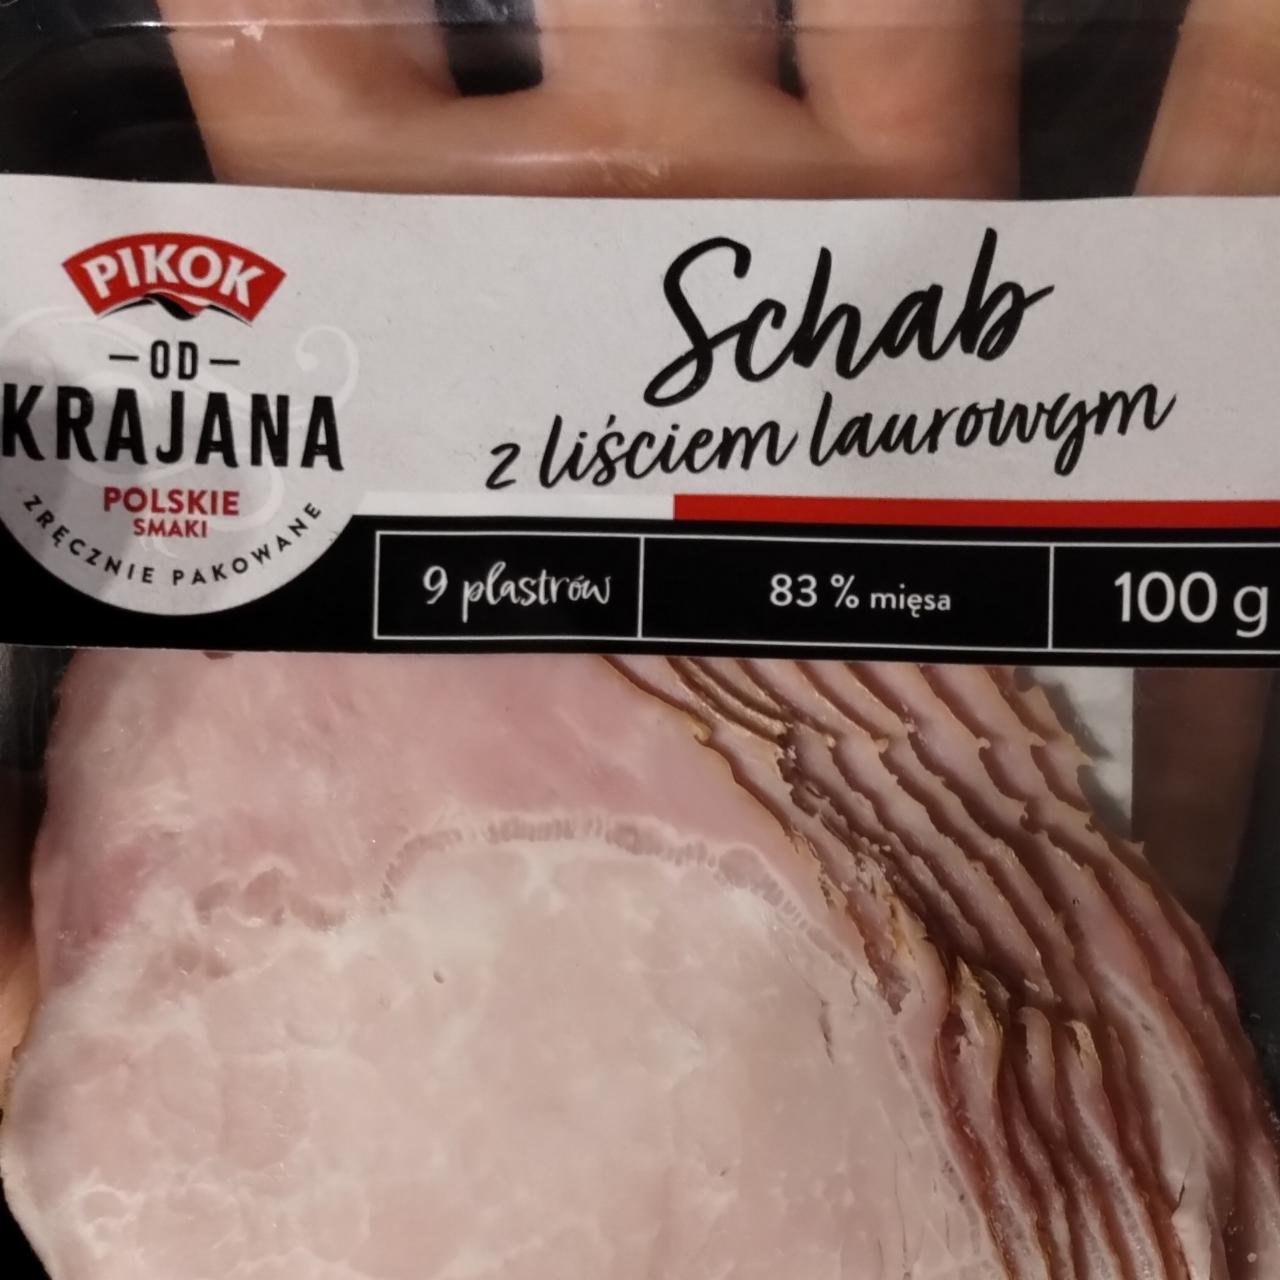 PIKOK
OD
KRAJANA
POLSKIE
SMAKI
ZRĘCZNIE PAKOWANE
Schab
z liściem laurowym
9 plastrów
83 % mięsa
100 g